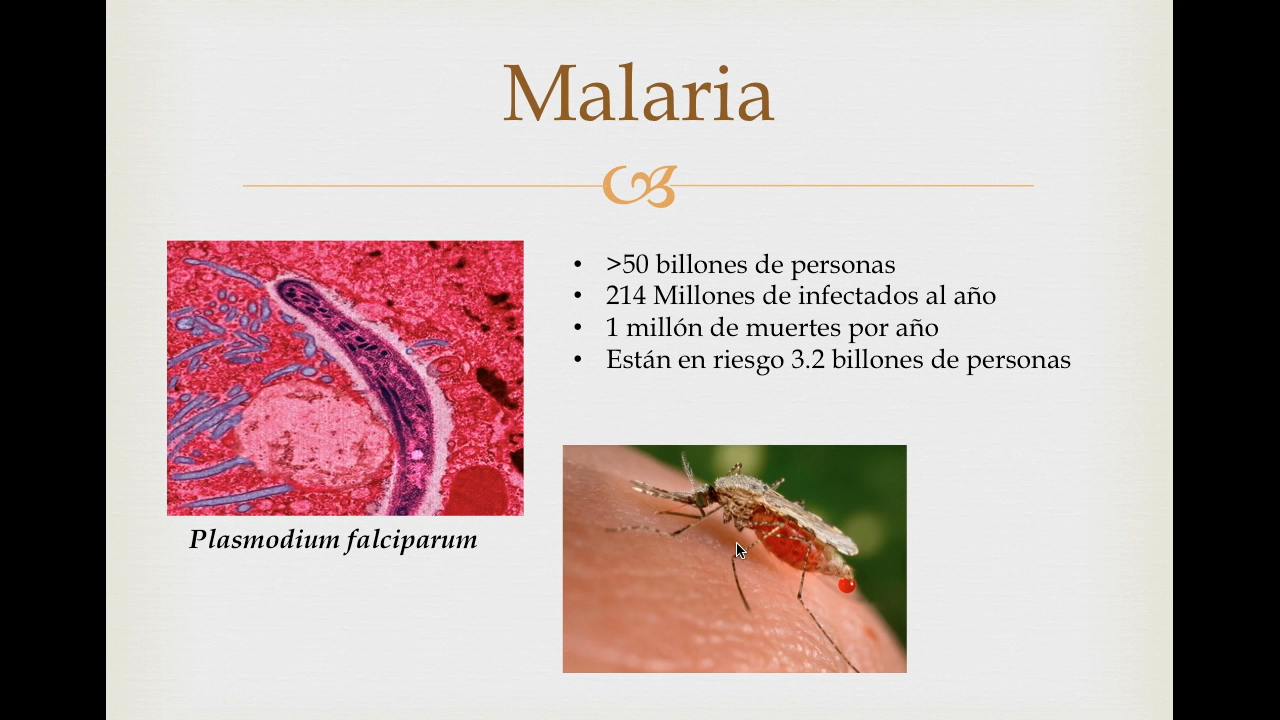 Malaria
• >50 billones de personas
• 214 Millones de infectados al año
• 1 millón de muertes por año
• Están en riesgo 3.2 billones de personas
Plasmodium falciparum